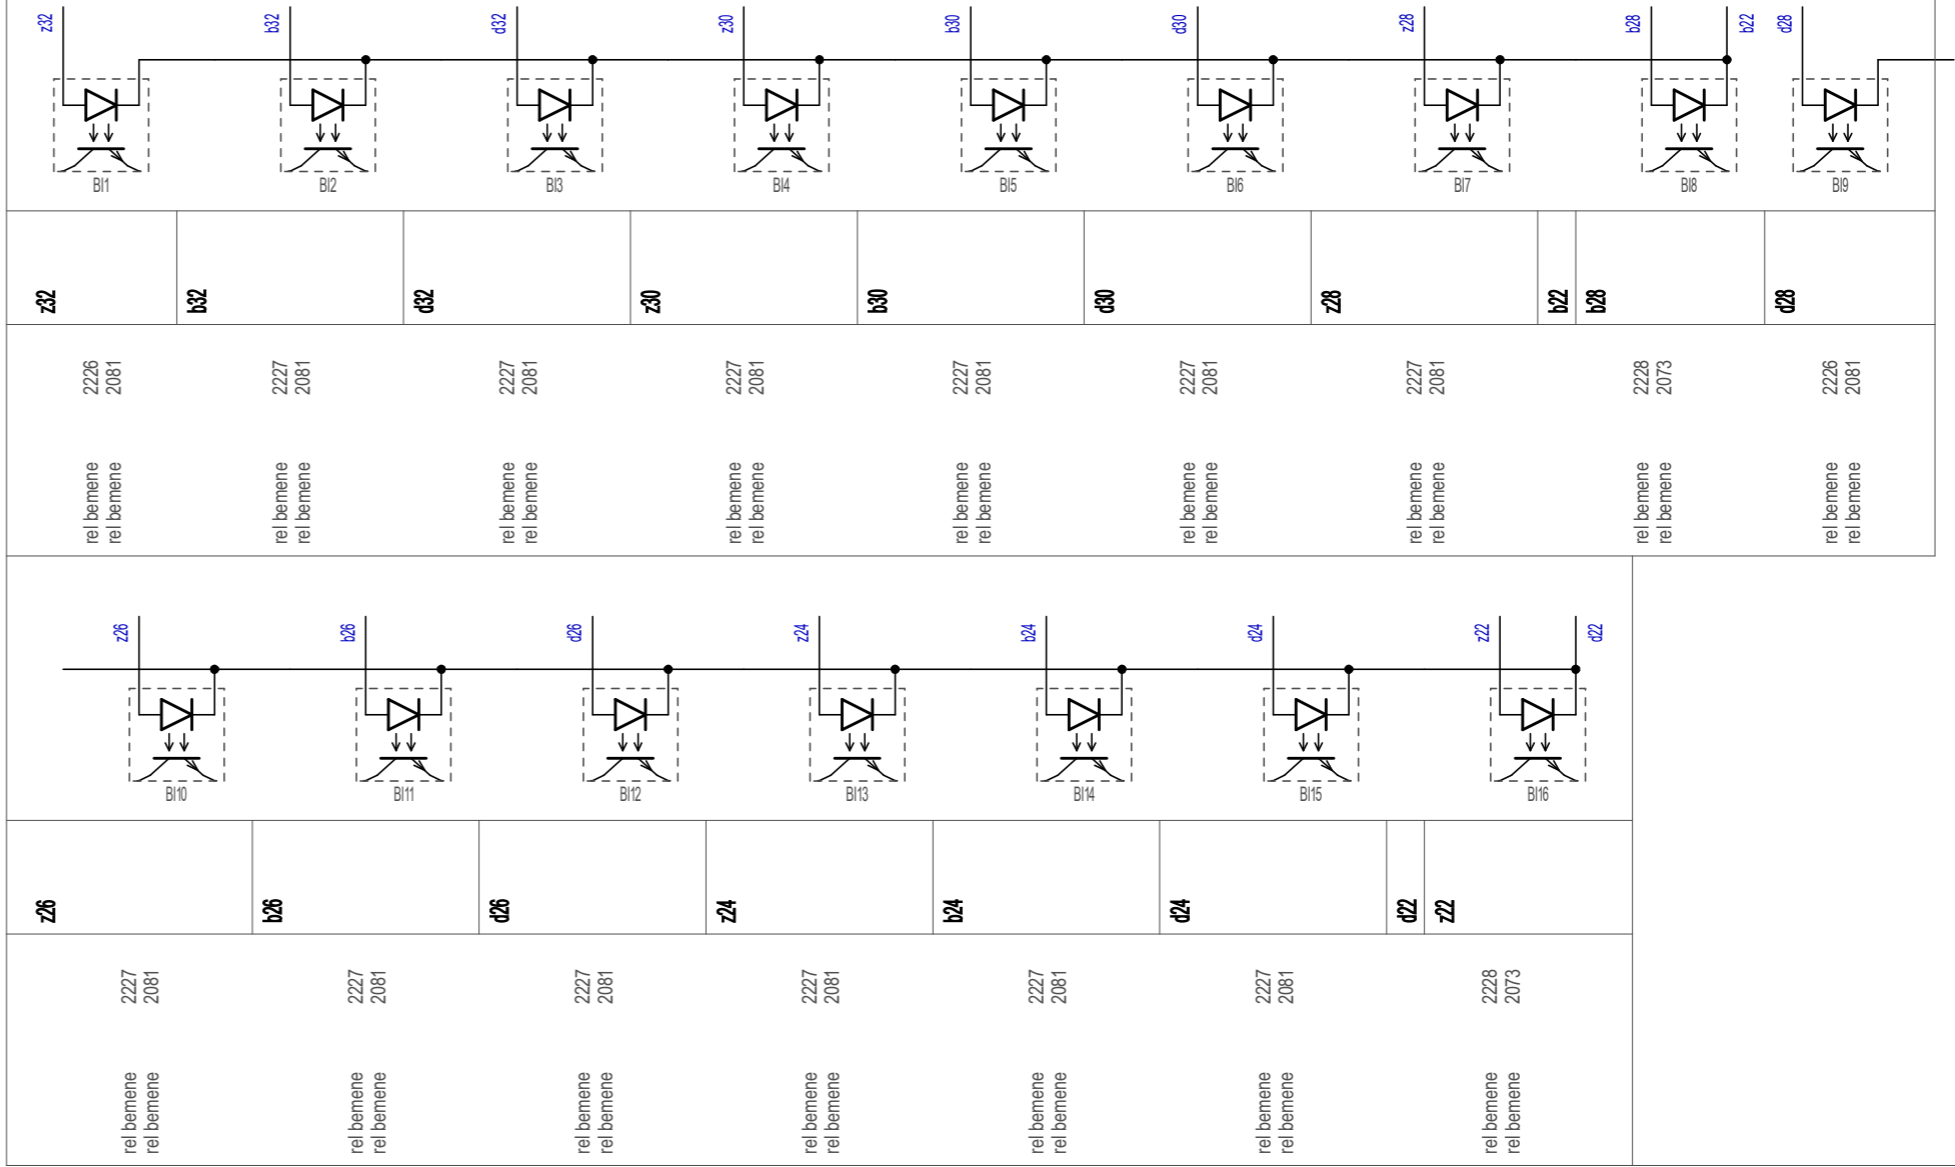 z32 b32 d32 z30 b30 d30 z28 b28 b22 d28
BI1 BI2 BI3 BI4 BI5 BI6 BI7 BI8 BI9
z32 b32 d32 z30 b30 d30 z28 b22 b28 d28
2226 2227 2227 2227 2227 2227 2227 2228 2226
2081 2081 2081 2081 2081 2081 2081 2073 2081
rel bemene rel bemene rel bemene rel bemene rel bemene rel bemene rel bemene rel bemene rel bemene
rel bemene rel bemene rel bemene rel bemene rel bemene rel bemene rel bemene rel bemene rel bemene
z26 b26 d26 z24 b24 d24 z22 d22
BI10 BI11 BI12 BI13 BI14 BI15 BI16
z26 b26 d26 z24 b24 d24 d22 z22
2227 2227 2227 2227 2227 2227 2228
2081 2081 2081 2081 2081 2081 2073
rel bemene rel bemene rel bemene rel bemene rel bemene rel bemene rel bemene
rel bemene rel bemene rel bemene rel bemene rel bemene rel bemene rel bemene